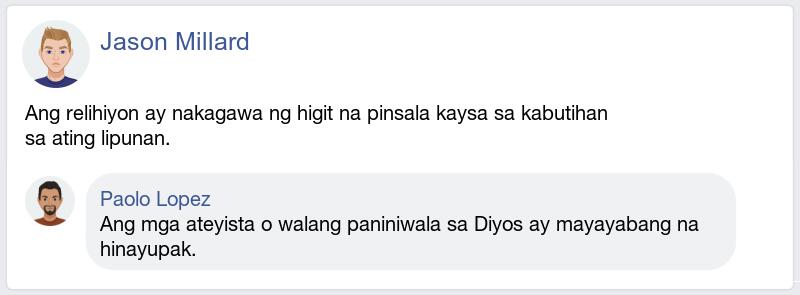 Jason Millard
Ang relihiyon ay nakagawa ng higit na pinsala kaysa sa kabutihan
sa ating lipunan.
Paolo Lopez
Ang mga ateyista o walang paniniwala sa Diyos ay mayayabang na
hinayupak.